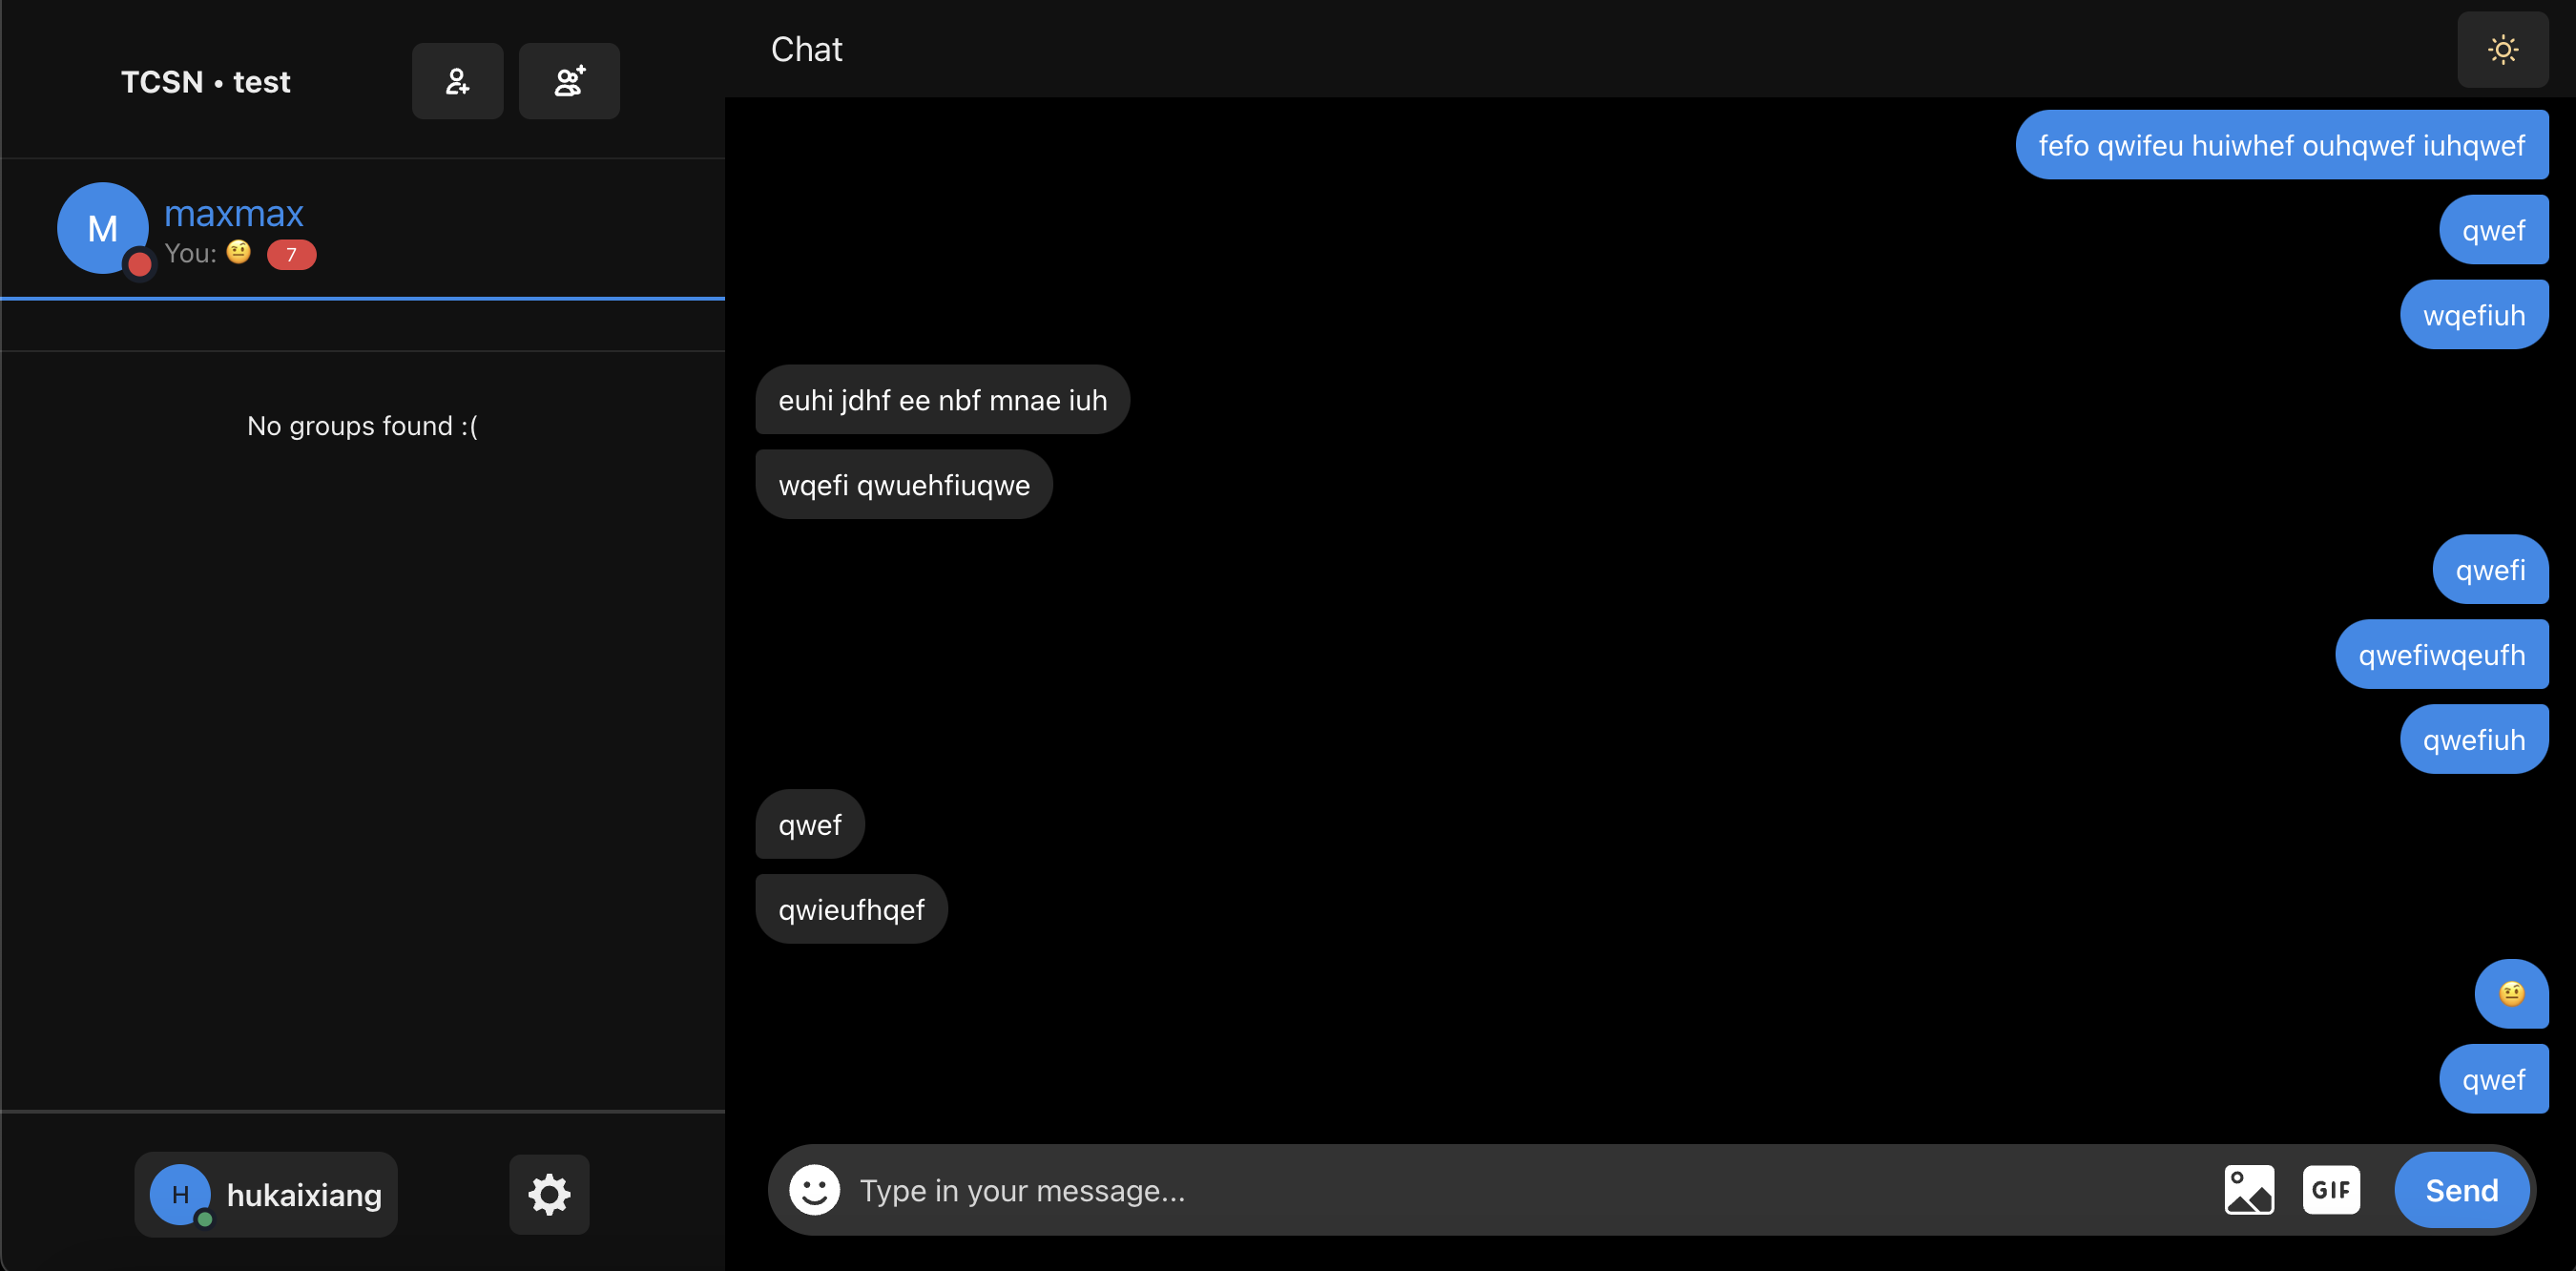 TCSN • test
M
maxmax
You: 🤨 7
No groups found :(
H
hukaixiang
Chat
fefo qwifeu huiwhef ouhqwef iuhqwef
qwef
wqefiuh
euhi jdhf ee nbf mnae iuh
wqefi qwuehfiuqwe
qwefi
qwefiwqeufh
qwefiuh
qwef
qwieufhqef
🤨
qwef
Type in your message...
GIF
Send